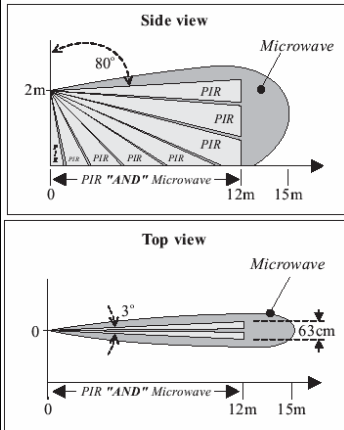 Side view
Microwave
80°
2m
PIR
PIR
PIR
PIR
PIR
PIR
PIR
PIR
PIR "AND" Microwave
0
12m
15m
Top view
Microwave
3°
0
63cm
PIR "AND" Microwave
0
12m
15m